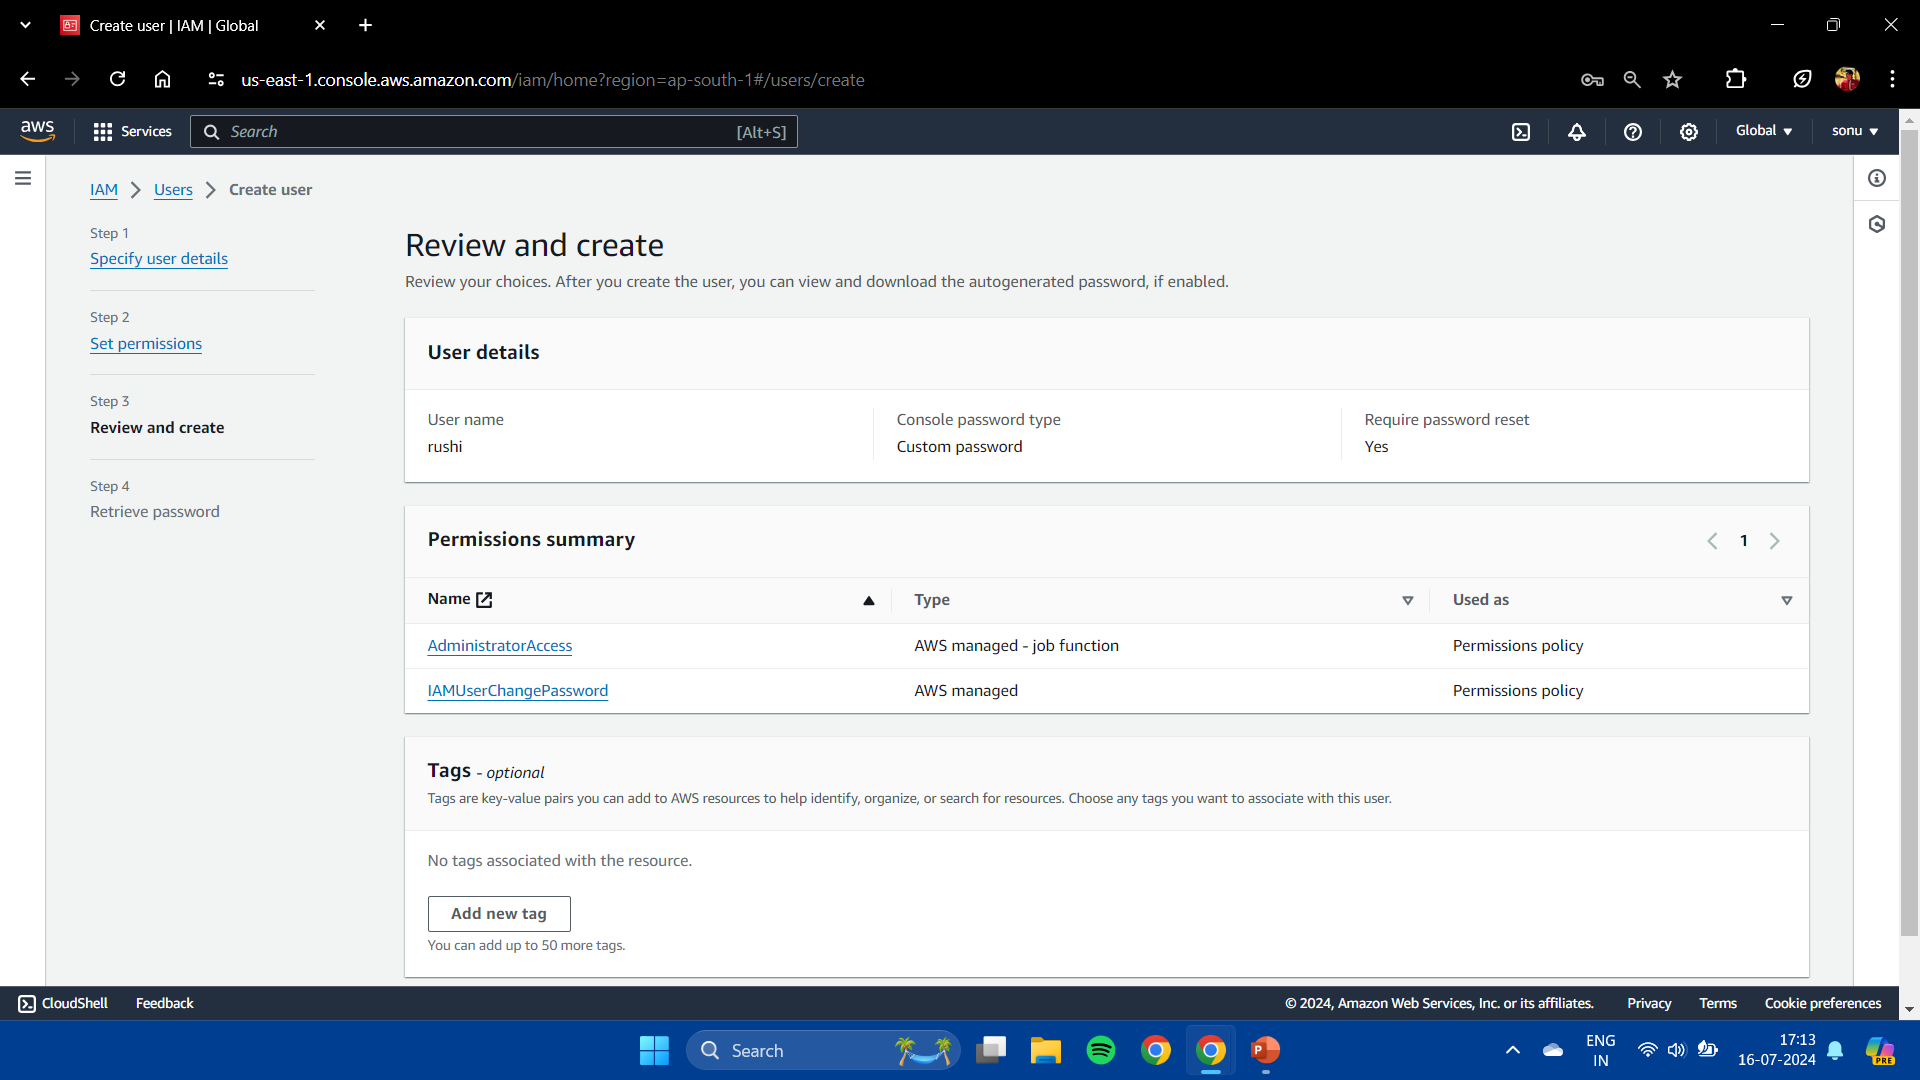 Create user | IAM | Global
us-east-1.console.aws.amazon.com/iam/home?region=ap-south-1#/users/create
aws
Services
Search
[Alt+S]
Global
sonu
IAM
Users
Create user
Step 1
Specify user details
Step 2
Set permissions
Step 3
Review and create
Step 4
Retrieve password
Review and create
Review your choices. After you create the user, you can view and download the autogenerated password, if enabled.
User details
User name
rushi
Console password type
Custom password
Require password reset
Yes
Permissions summary
1
Name
Type
Used as
AdministratorAccess
AWS managed - job function
Permissions policy
IAMUserChangePassword
AWS managed
Permissions policy
Tags - optional
Tags are key-value pairs you can add to AWS resources to help identify, organize, or search for resources. Choose any tags you want to associate with this user.
No tags associated with the resource.
Add new tag
You can add up to 50 more tags.
CloudShell
Feedback
© 2024, Amazon Web Services, Inc. or its affiliates.
Privacy
Terms
Cookie preferences
Search
P
ENG
IN
17:13
16-07-2024
PRE